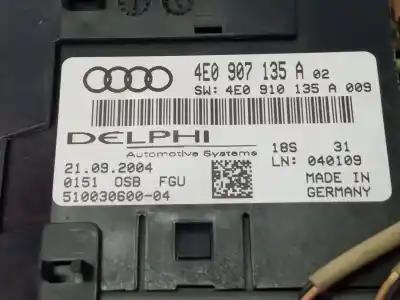 4E0 907 135 A 02
SW: 4E0 910 135 A 009
DELPHI
Automotive Systems
18S 31
21.09.2004
LN: 040109
0151 OSB FGU
MADE IN
510030600-04
GERMANY